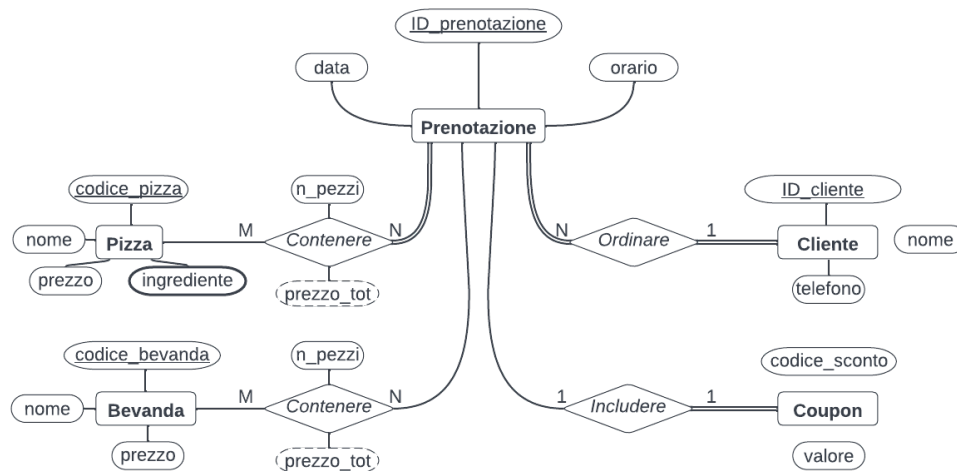 ID_prenotazione
data
orario
Prenotazione
codice_pizza
n_pezzi
ID_cliente
nome
Pizza
M
Contenere
N
N
Ordinare
1
Cliente
nome
prezzo
ingrediente
prezzo_tot
telefono
codice_bevanda
n_pezzi
codice_sconto
nome
Bevanda
M
Contenere
N
1
Includere
1
Coupon
prezzo
prezzo_tot
valore